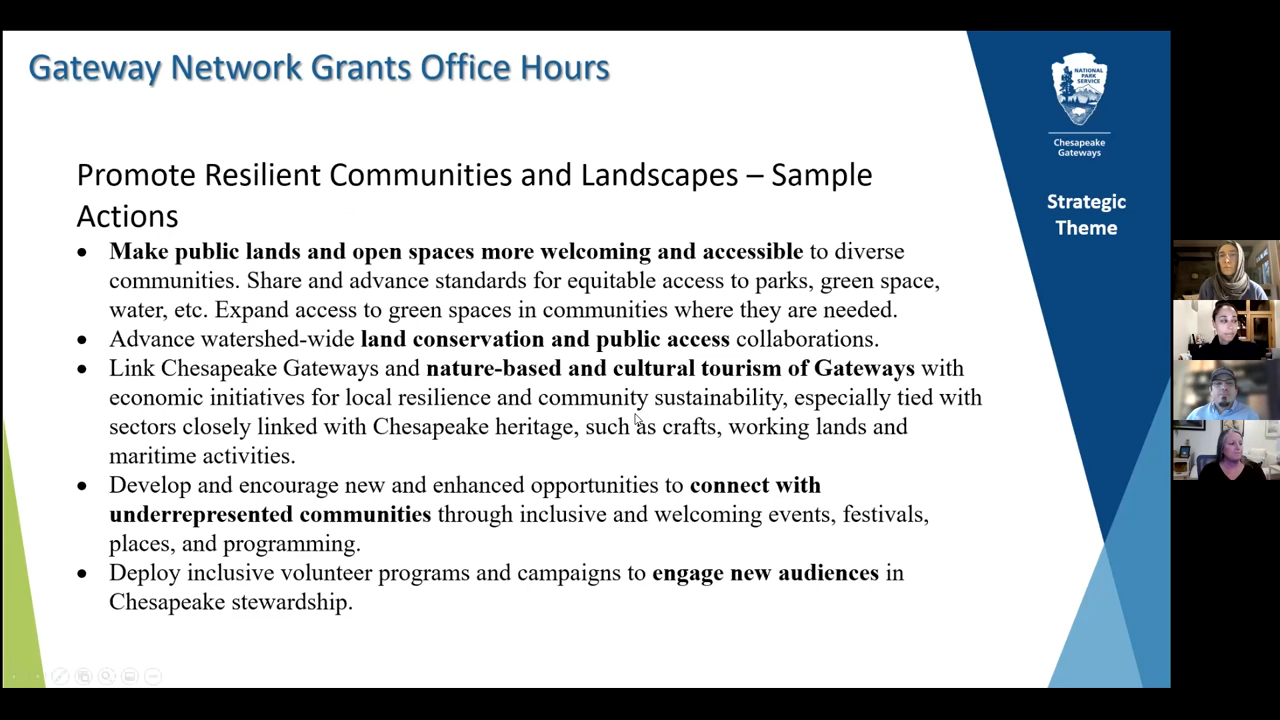 Gateway Network Grants Office Hours
NATIONAL
PARK
SERVICE
Chesapeake
Gateways
Strategic
Theme
Promote Resilient Communities and Landscapes – Sample
Actions
• Make public lands and open spaces more welcoming and accessible to diverse
communities. Share and advance standards for equitable access to parks, green space,
water, etc. Expand access to green spaces in communities where they are needed.
• Advance watershed-wide land conservation and public access collaborations.
• Link Chesapeake Gateways and nature-based and cultural tourism of Gateways with
economic initiatives for local resilience and community sustainability, especially tied with
sectors closely linked with Chesapeake heritage, such as crafts, working lands and
maritime activities.
• Develop and encourage new and enhanced opportunities to connect with
underrepresented communities through inclusive and welcoming events, festivals,
places, and programming.
• Deploy inclusive volunteer programs and campaigns to engage new audiences in
Chesapeake stewardship.